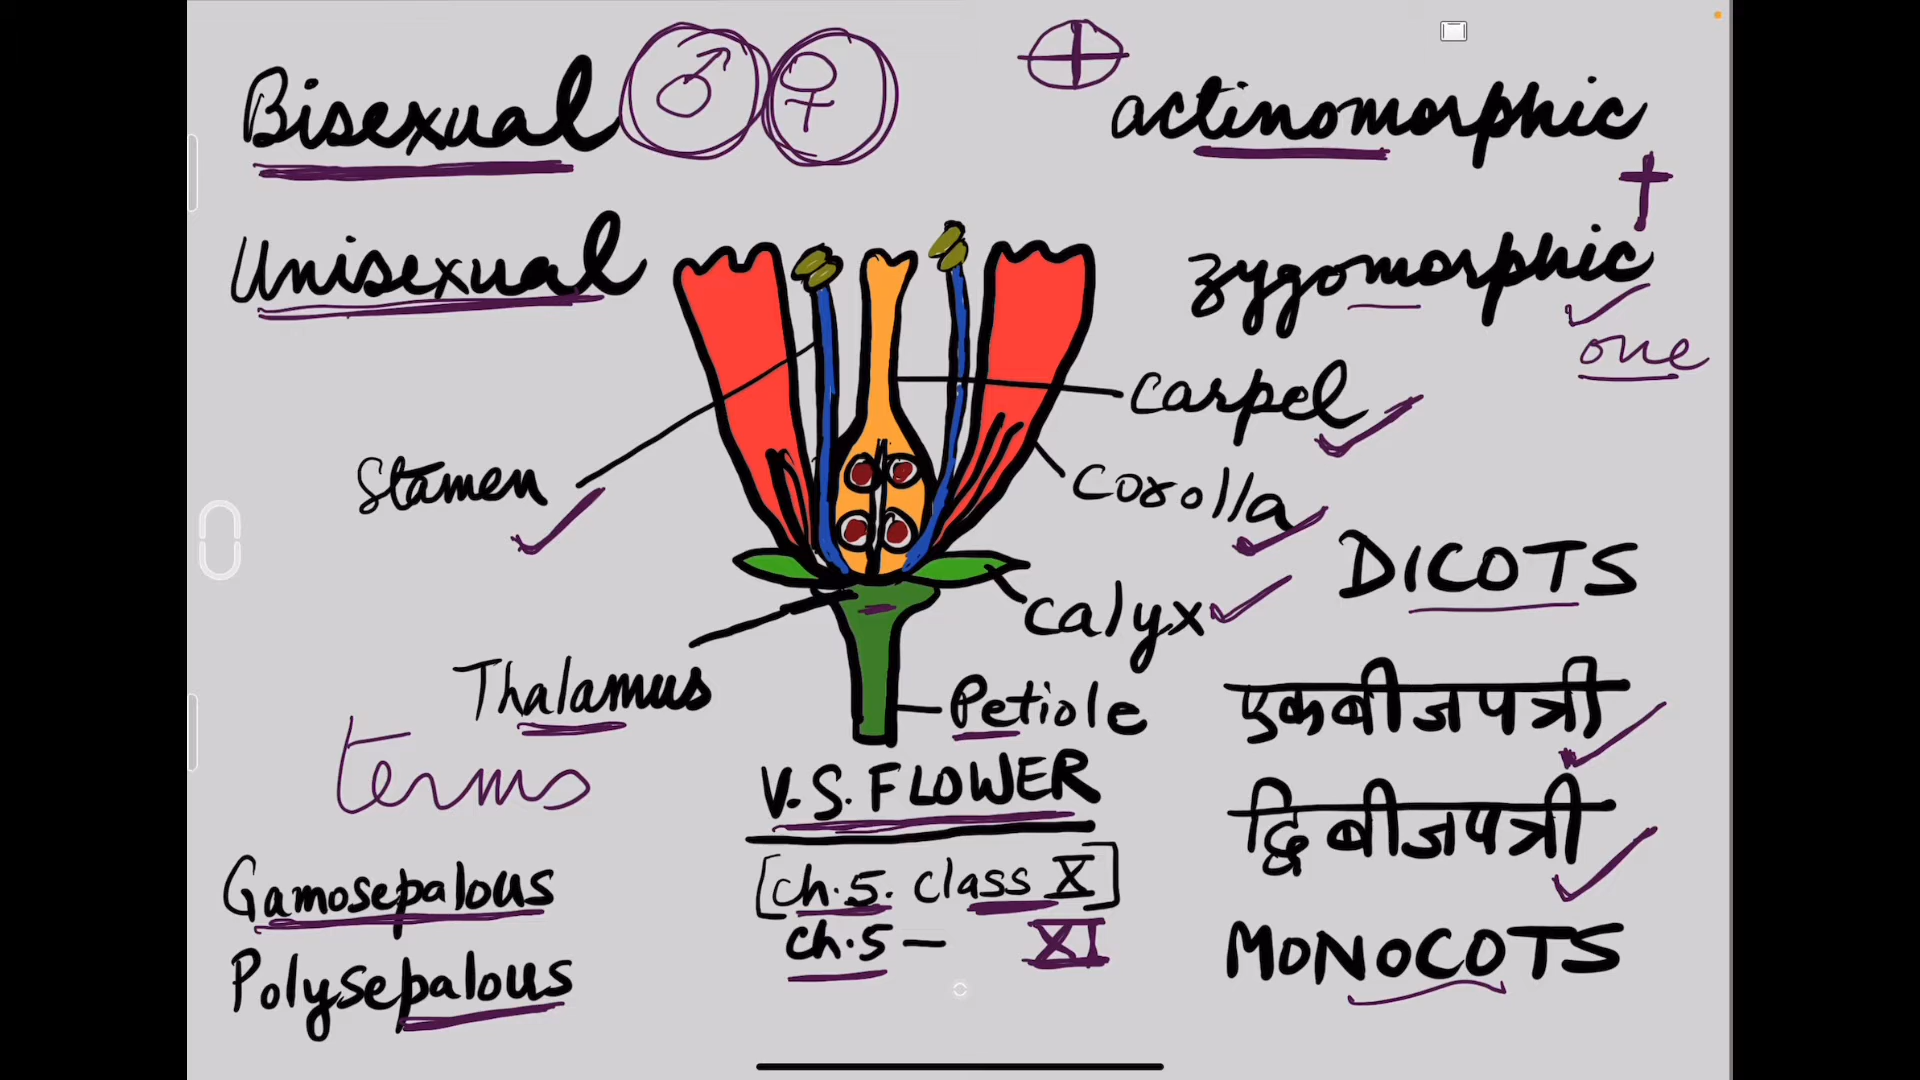 Bisexual ♂ ♀
actinomorphic
Unisexual
zygomorphic
one
Carpel
Stamen
Corolla
DICOTS
Calyx
Thalamus
Petiole
एकबीजपत्री
terms
V.S. FLOWER
द्विबीजपत्री
Gamosepalous
[Ch.5. Class X]
Ch.5 — XI
MONOCOTS
Polysepalous